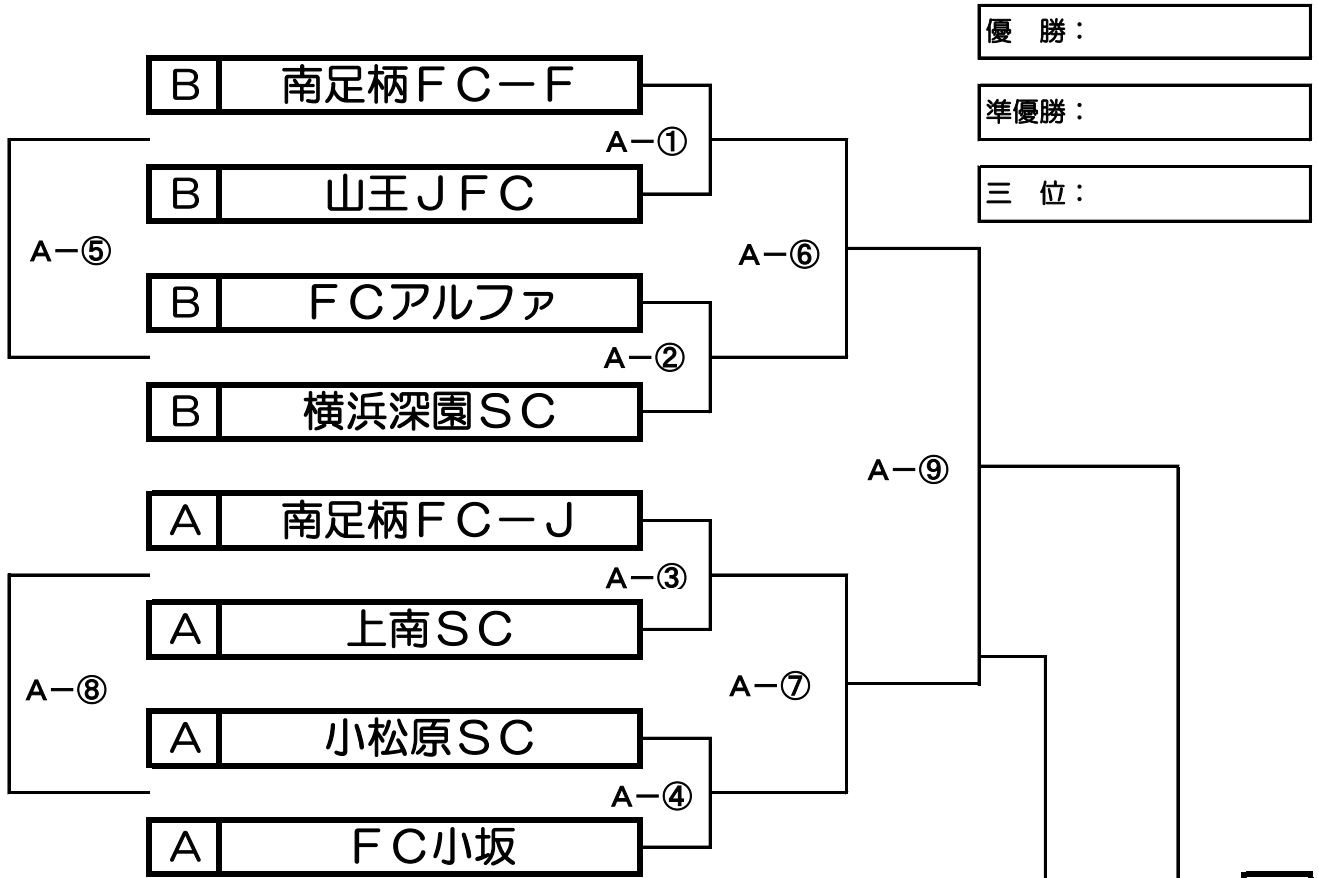 優　勝：
B 南足柄ＦＣ－Ｆ
準優勝：
A－①
B 山王ＪＦＣ
三　位：
A－⑤
A－⑥
B ＦＣアルファ
A－②
B 横浜深園ＳＣ
A－⑨
A 南足柄ＦＣ－Ｊ
A－③
A 上南ＳＣ
A－⑧
A－⑦
A 小松原ＳＣ
A－④
A ＦＣ小坂